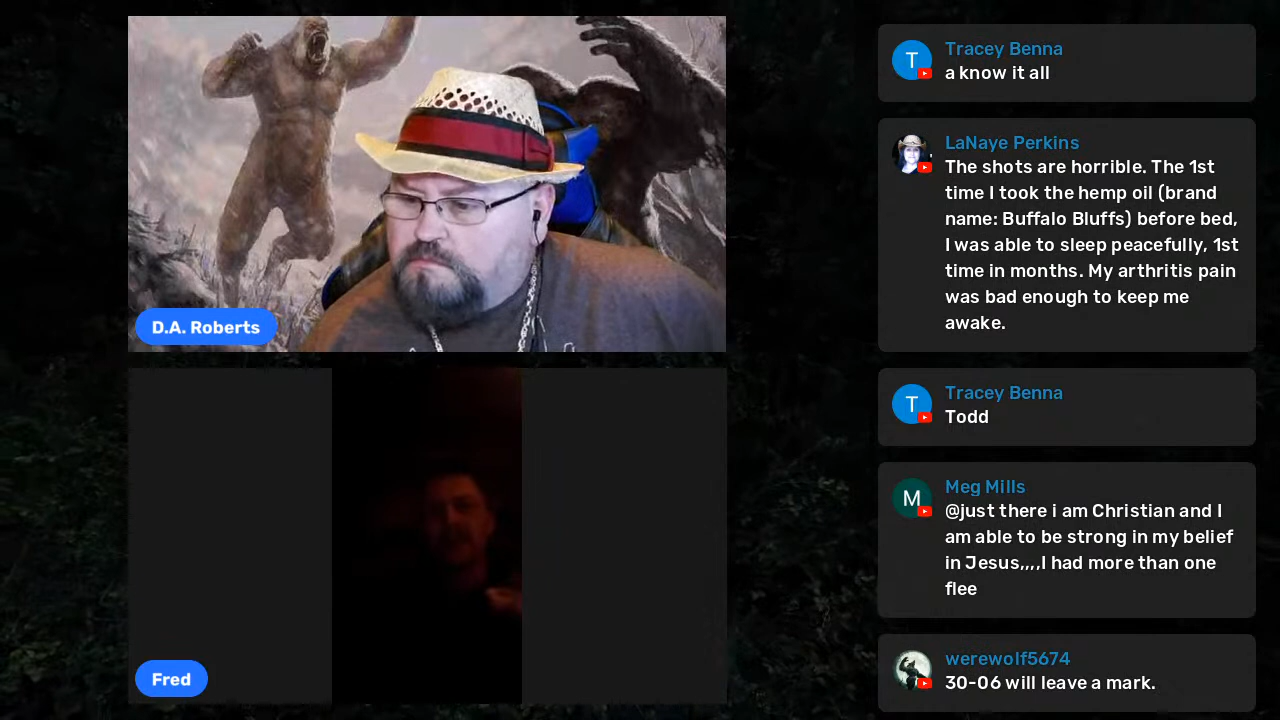 D.A. Roberts
Fred
T
Tracey Benna
a know it all
LaNaye Perkins
The shots are horrible. The 1st
time I took the hemp oil (brand
name: Buffalo Bluffs) before bed,
I was able to sleep peacefully, 1st
time in months. My arthritis pain
was bad enough to keep me
awake.
T
Tracey Benna
Todd
M
Meg Mills
@just there i am Christian and I
am able to be strong in my belief
in Jesus,,,,I had more than one
flee
werewolf5674
30-06 will leave a mark.